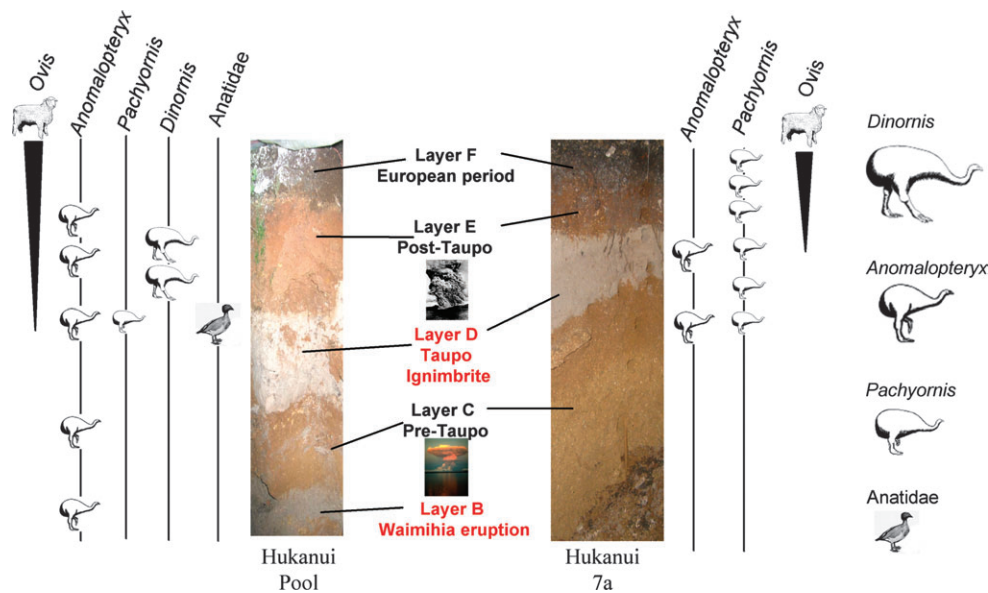 Ovis
Anomalopteryx
Pachyornis
Dinornis
Anatidae
Layer F
European period
Layer E
Post-Taupo
Layer D
Taupo
Ignimbrite
Layer C
Pre-Taupo
Layer B
Waimihia eruption
Hukanui
Pool
Hukanui
7a
Anomalopteryx
Pachyornis
Ovis
Dinornis
Anomalopteryx
Pachyornis
Anatidae